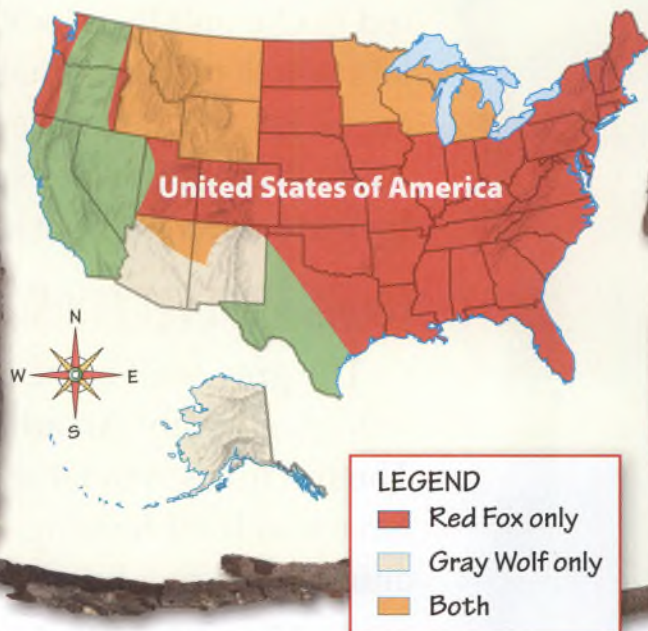 United States of America
N
W E
S
LEGEND
Red Fox only
Gray Wolf only
Both